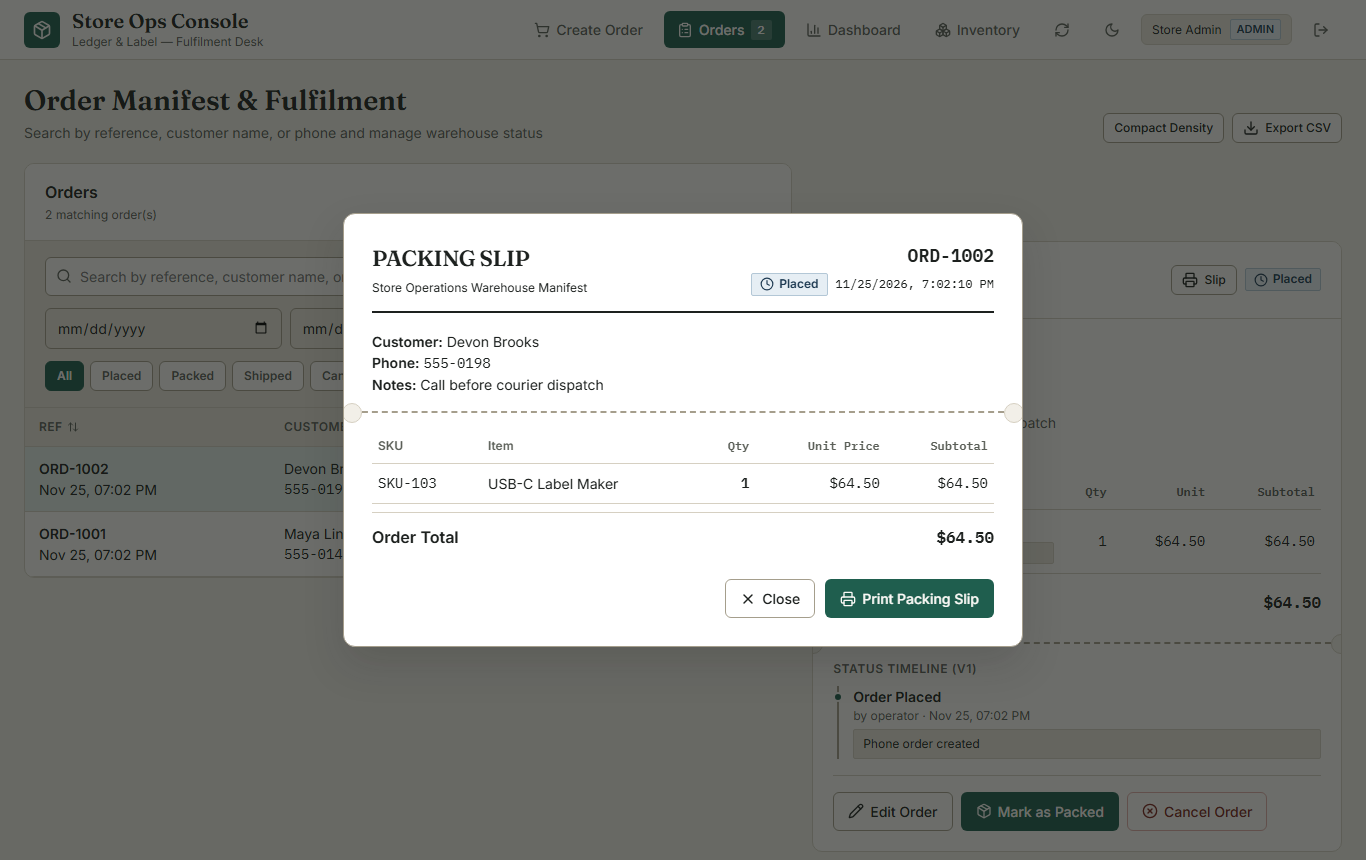 Store Ops Console
Ledger & Label — Fulfilment Desk
Create Order
Orders 2
Dashboard
Inventory
Store Admin ADMIN
Order Manifest & Fulfilment
Search by reference, customer name, or phone and manage warehouse status
Compact Density
Export CSV
Orders
2 matching order(s)
Search by reference, customer name, o
mm/dd/yyyy
mm/d
All
Placed
Packed
Shipped
Can
REF
CUSTOME
ORD-1002
Nov 25, 07:02 PM
Devon Br
555-019
ORD-1001
Nov 25, 07:02 PM
Maya Lin
555-014
PACKING SLIP
ORD-1002
Store Operations Warehouse Manifest
Placed 11/25/2026, 7:02:10 PM
Customer: Devon Brooks
Phone: 555-0198
Notes: Call before courier dispatch
SKU Item Qty Unit Price Subtotal
SKU-103 USB-C Label Maker 1 $64.50 $64.50
Order Total $64.50
Close
Print Packing Slip
Slip
Placed
patch
Qty Unit Subtotal
1 $64.50 $64.50
$64.50
STATUS TIMELINE (V1)
Order Placed
by operator · Nov 25, 07:02 PM
Phone order created
Edit Order
Mark as Packed
Cancel Order